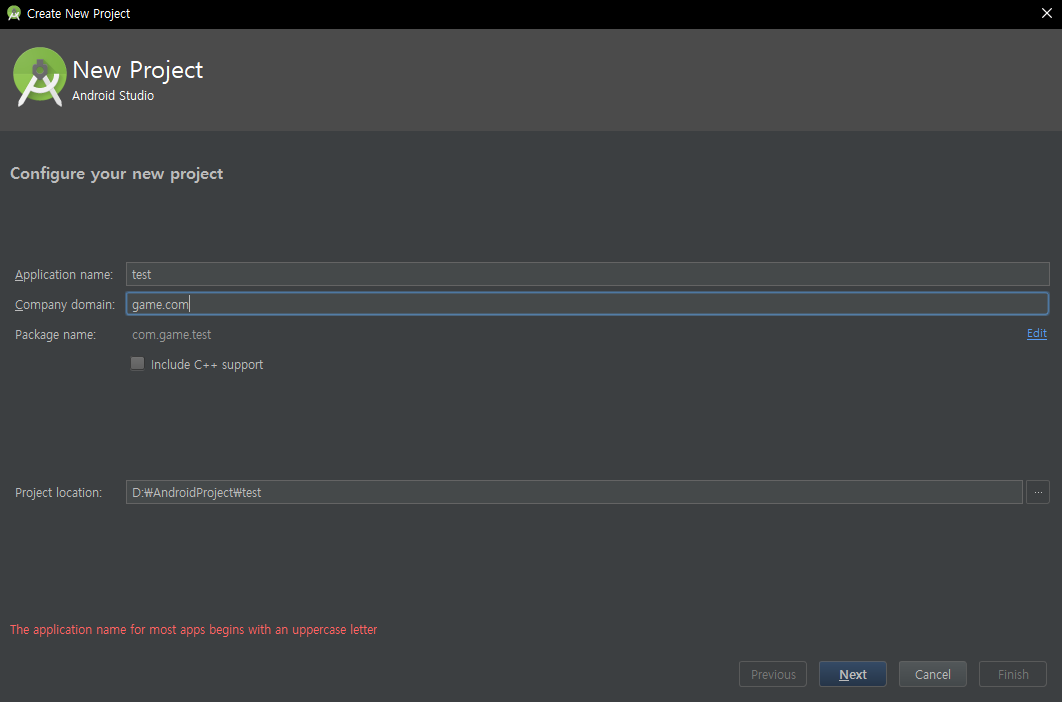 Create New Project
New Project
Android Studio
Configure your new project
Application name: test
Company domain: game.com
Package name: com.game.test Edit
Include C++ support
Project location: D:₩AndroidProject₩test ...
The application name for most apps begins with an uppercase letter
Previous Next Cancel Finish